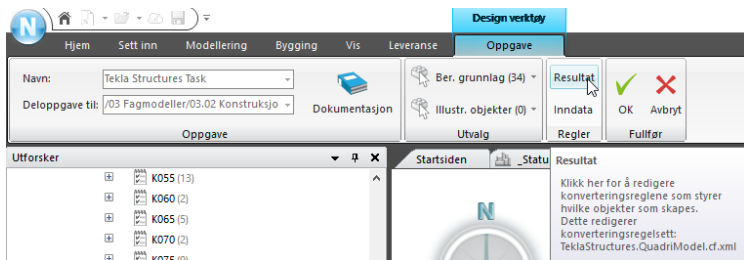 N
Design verktøy
Hjem Sett inn Modellering Bygging Vis Leveranse Oppgave
Navn: Tekla Structures Task
Deloppgave til: /03 Fagmodeller/03.02 Konstruksjo
Dokumentasjon
Ber. grunnlag (34)
Illustr. objekter (0)
Resultat
Inndata
OK Avbryt
Oppgave Utvalg Regler Fullfør
Utforsker
Startsiden _Statu
K055 (13)
K060 (2)
K065 (5)
K070 (2)
K075 (9)
N
Resultat
Klikk her for å redigere
konverteringsreglene som styrer
hvilke objekter som skapes.
Dette redigerer
konverteringsregelsett:
TeklaStructures.QuadriModel.cf.xml